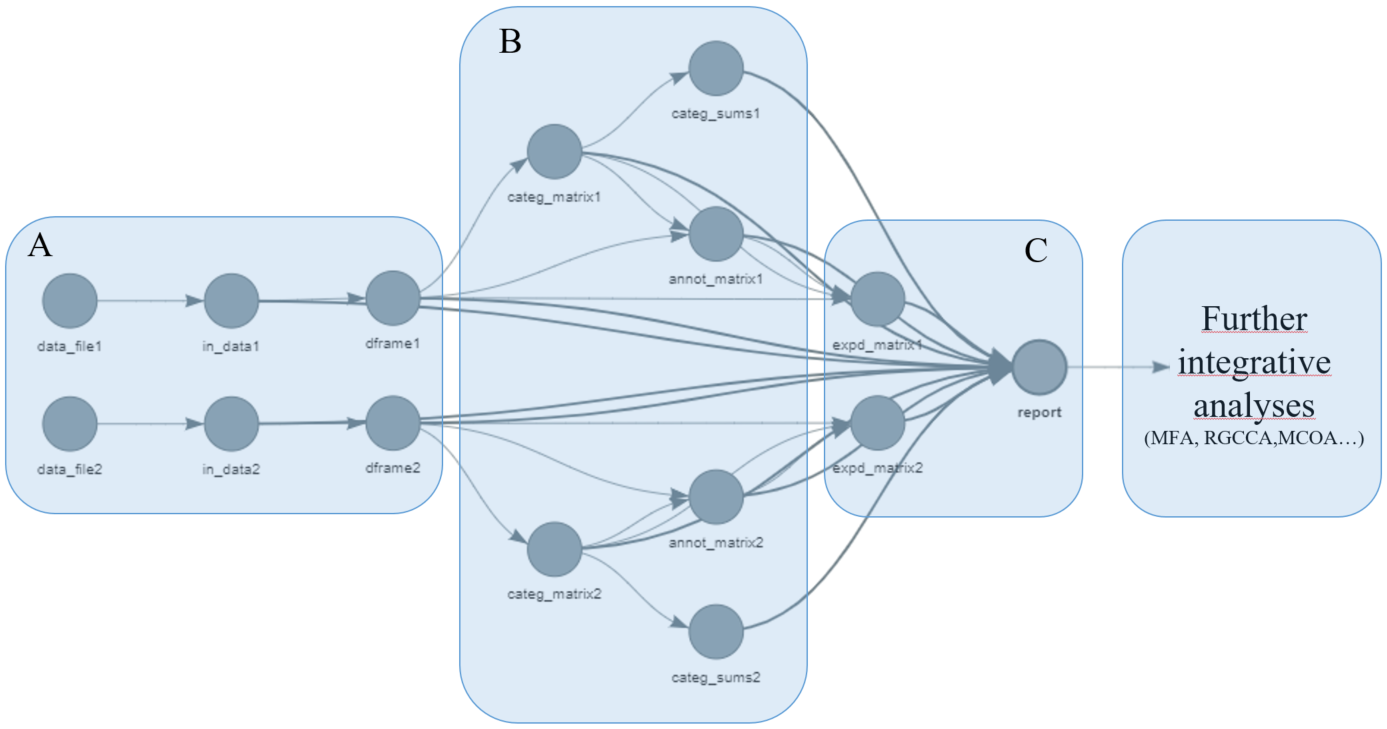 A
B
C
categ_sums1
categ_matrix1
annot_matrix1
data_file1
in_data1
dframe1
expd_matrix1
report
data_file2
in_data2
dframe2
expd_matrix2
annot_matrix2
categ_matrix2
categ_sums2
Further
integrative
analyses
(MFA, RGCCA,MCOA…)